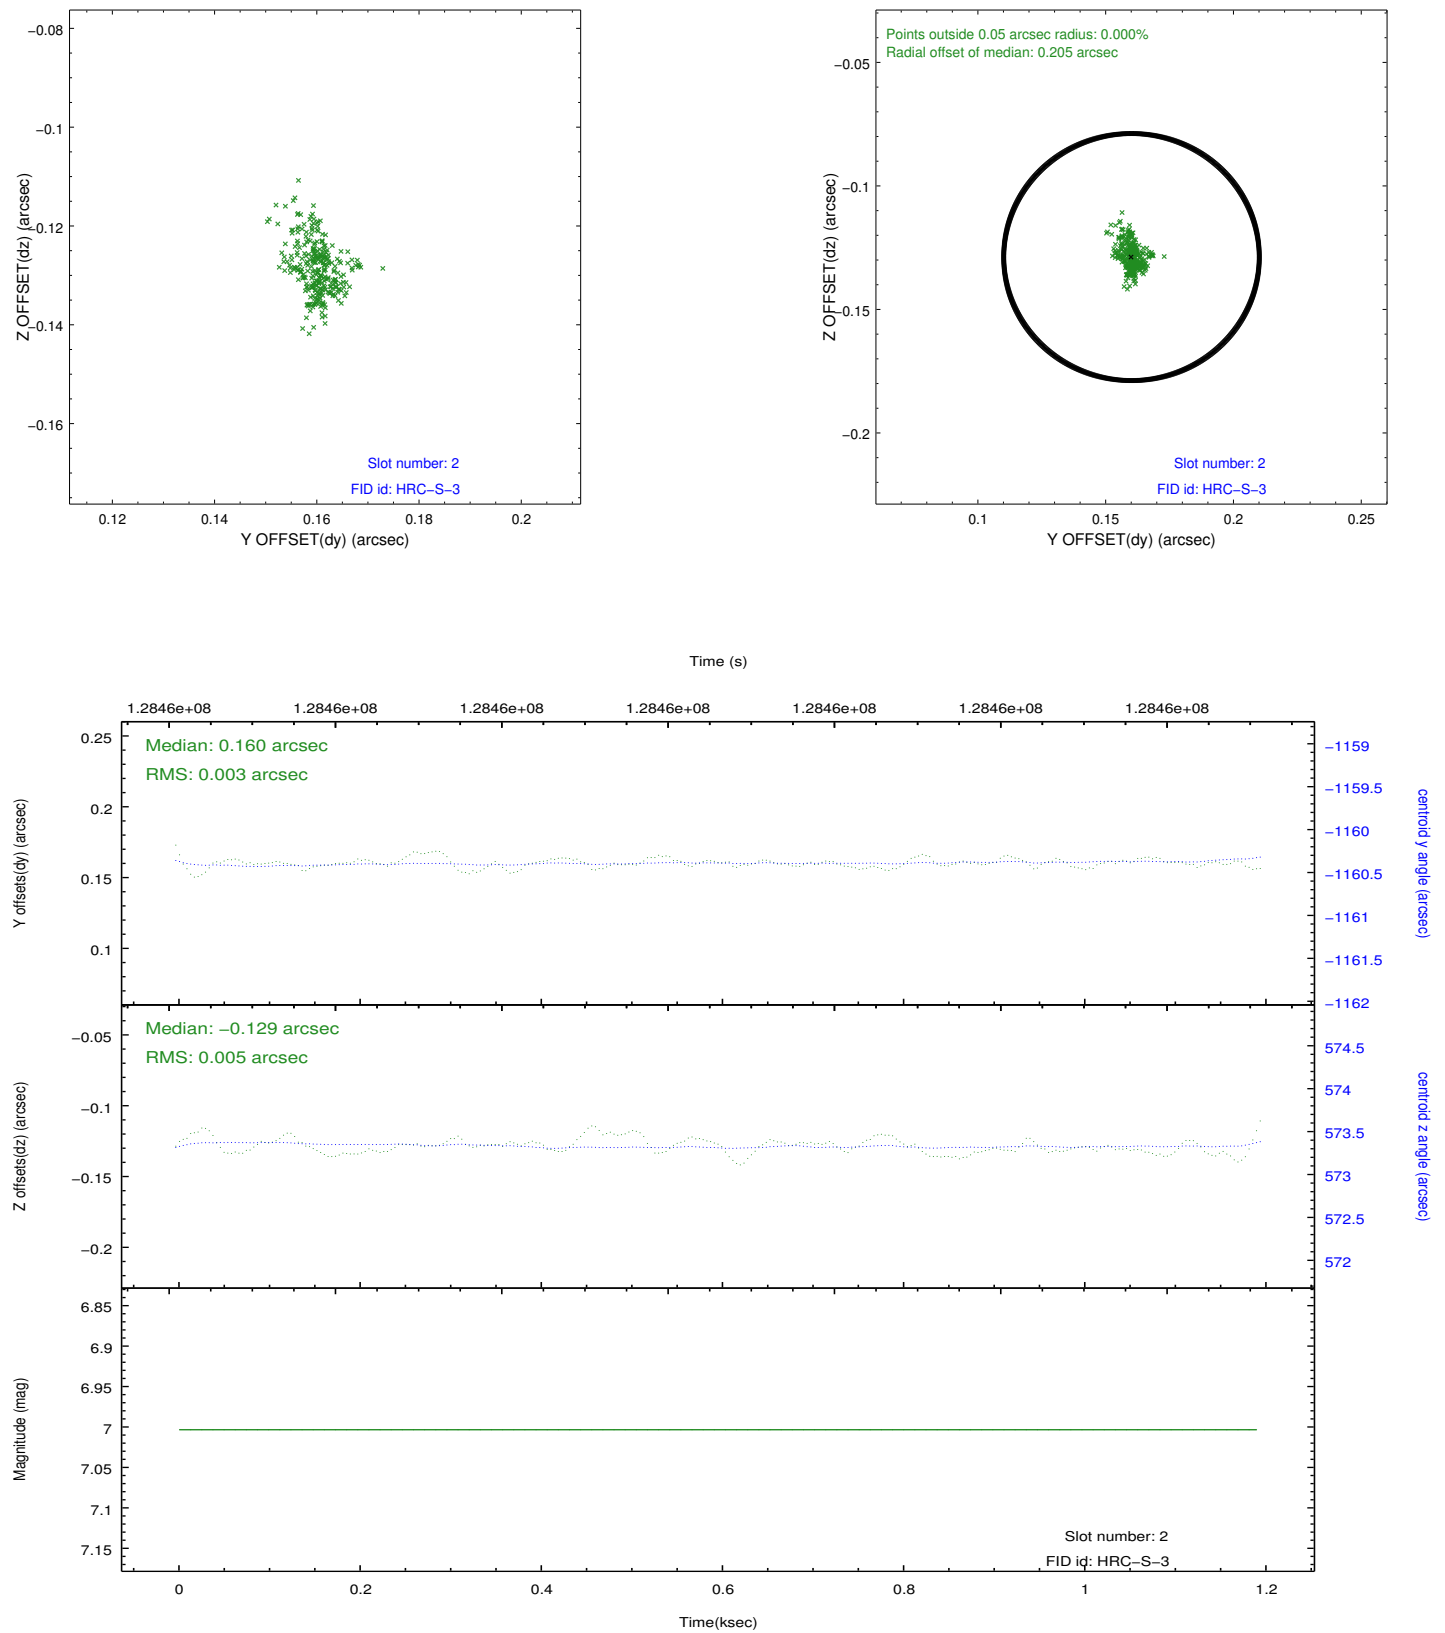 −0.08
−0.1
−0.12
−0.14
−0.16
Z OFFSET(dz) (arcsec)
Slot number: 2
FID id: HRC−S−3
0.12 0.14 0.16 0.18 0.2
Y OFFSET(dy) (arcsec)
Points outside 0.05 arcsec radius: 0.000%
Radial offset of median: 0.205 arcsec
−0.05
−0.1
−0.15
−0.2
Z OFFSET(dz) (arcsec)
Slot number: 2
FID id: HRC−S−3
0.1 0.15 0.2 0.25
Y OFFSET(dy) (arcsec)
Time (s)
1.2846e+08 1.2846e+08 1.2846e+08 1.2846e+08 1.2846e+08 1.2846e+08 1.2846e+08
Median: 0.160 arcsec
RMS: 0.003 arcsec
0.25
0.2
0.15
0.1
Y offsets(dy) (arcsec)
−1159
−1159.5
−1160
−1160.5
−1161
−1161.5
−1162
centroid y angle (arcsec)
Median: −0.129 arcsec
RMS: 0.005 arcsec
−0.05
−0.1
−0.15
−0.2
Z offsets(dz) (arcsec)
574.5
574
573.5
573
572.5
572
centroid z angle (arcsec)
6.85
6.9
6.95
7
7.05
7.1
7.15
Magnitude (mag)
Slot number: 2
FID id: HRC−S−3
0 0.2 0.4 0.6 0.8 1 1.2
Time(ksec)